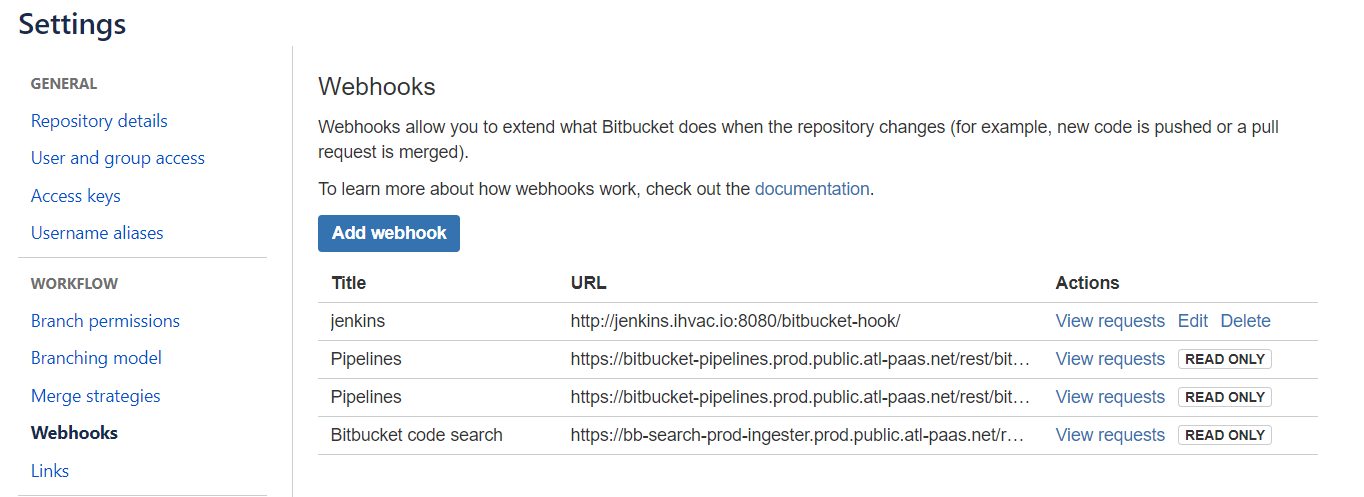 Settings
GENERAL
Repository details
User and group access
Access keys
Username aliases
WORKFLOW
Branch permissions
Branching model
Merge strategies
Webhooks
Links
Webhooks
Webhooks allow you to extend what Bitbucket does when the repository changes (for example, new code is pushed or a pull
request is merged).
To learn more about how webhooks work, check out the documentation.
Add webhook
Title URL Actions
jenkins http://jenkins.ihvac.io:8080/bitbucket-hook/ View requests Edit Delete
Pipelines https://bitbucket-pipelines.prod.public.atl-paas.net/rest/bit… View requests READ ONLY
Pipelines https://bitbucket-pipelines.prod.public.atl-paas.net/rest/bit… View requests READ ONLY
Bitbucket code search https://bb-search-prod-ingester.prod.public.atl-paas.net/r… View requests READ ONLY